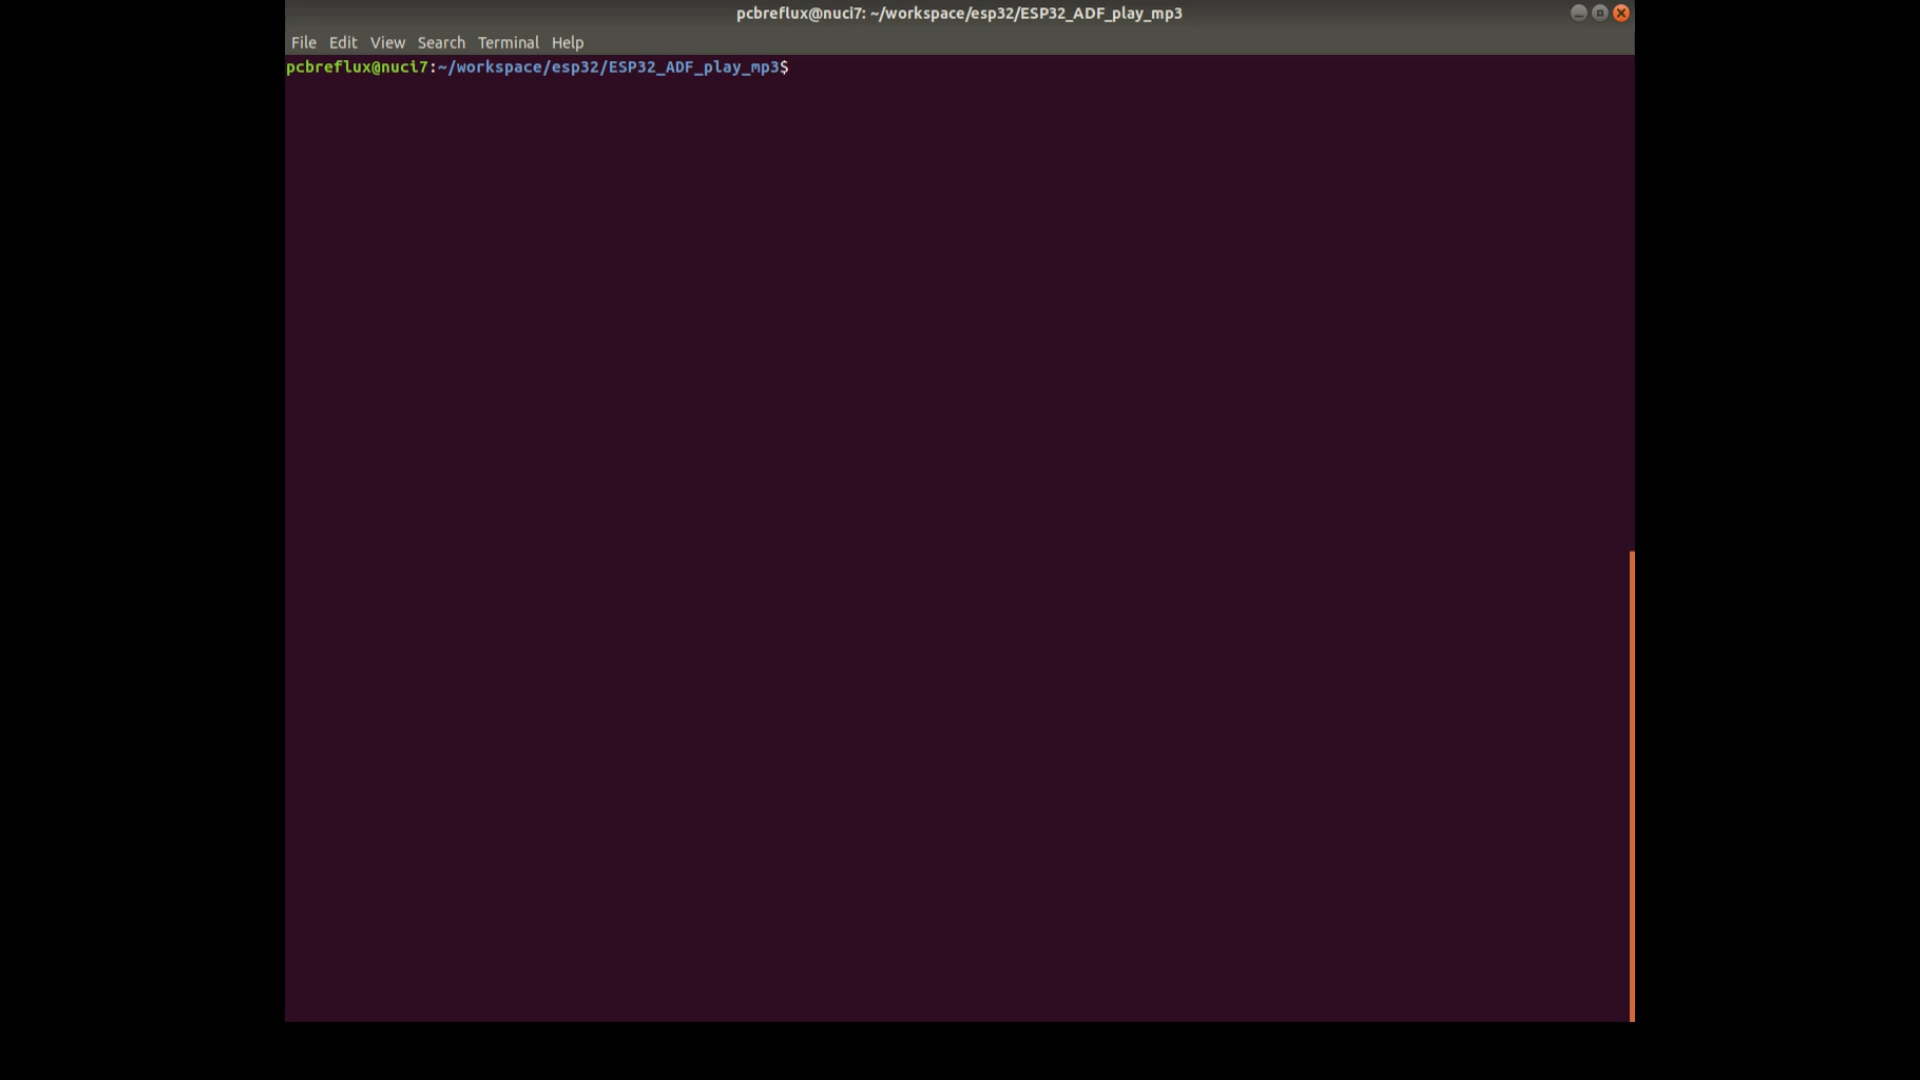 pcbreflux@nuci7: ~/workspace/esp32/ESP32_ADF_play_mp3
File Edit View Search Terminal Help
pcbreflux@nuci7:~/workspace/esp32/ESP32_ADF_play_mp3$